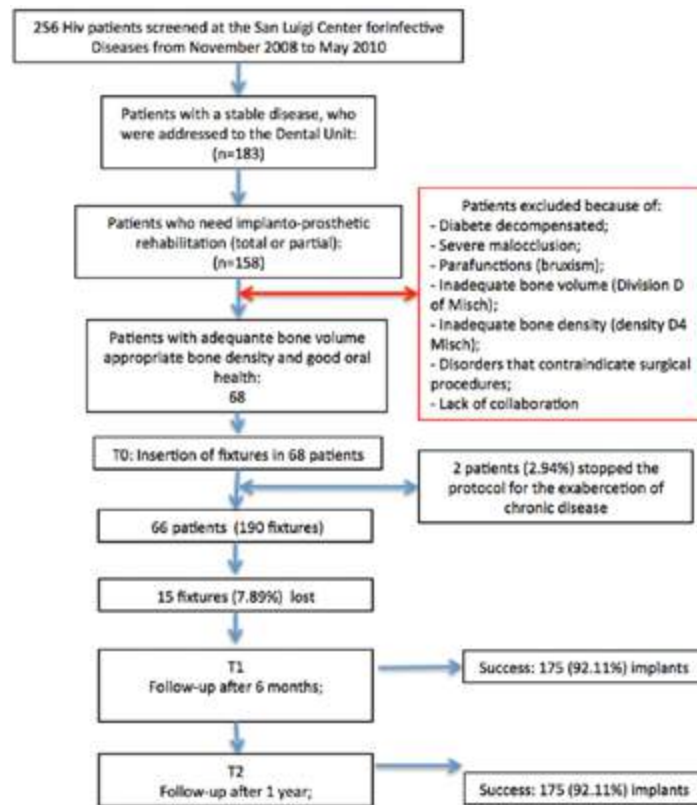 256 Hiv patients screened at the San Luigi Center forInfective
Diseases from November 2008 to May 2010
Patients with a stable disease, who
were addressed to the Dental Unit:
(n=183)
Patients who need implanto-prosthetic
rehabilitation (total or partial):
(n=158)
Patients excluded because of:
- Diabete decompensated;
- Severe malocclusion;
- Parafunctions (bruxism);
- Inadequate bone volume (Division D
of Misch);
- Inadequate bone density (density D4
Misch);
- Disorders that contraindicate surgical
procedures;
- Lack of collaboration
Patients with adequante bone volume
appropriate bone density and good oral
health:
68
T0: Insertion of fixtures in 68 patients
2 patients (2.94%) stopped the
protocol for the exabercetion of
chronic disease
66 patients (190 fixtures)
15 fixtures (7.89%) lost
T1
Follow-up after 6 months;
Success: 175 (92.11%) implants
T2
Follow-up after 1 year;
Success: 175 (92.11%) implants